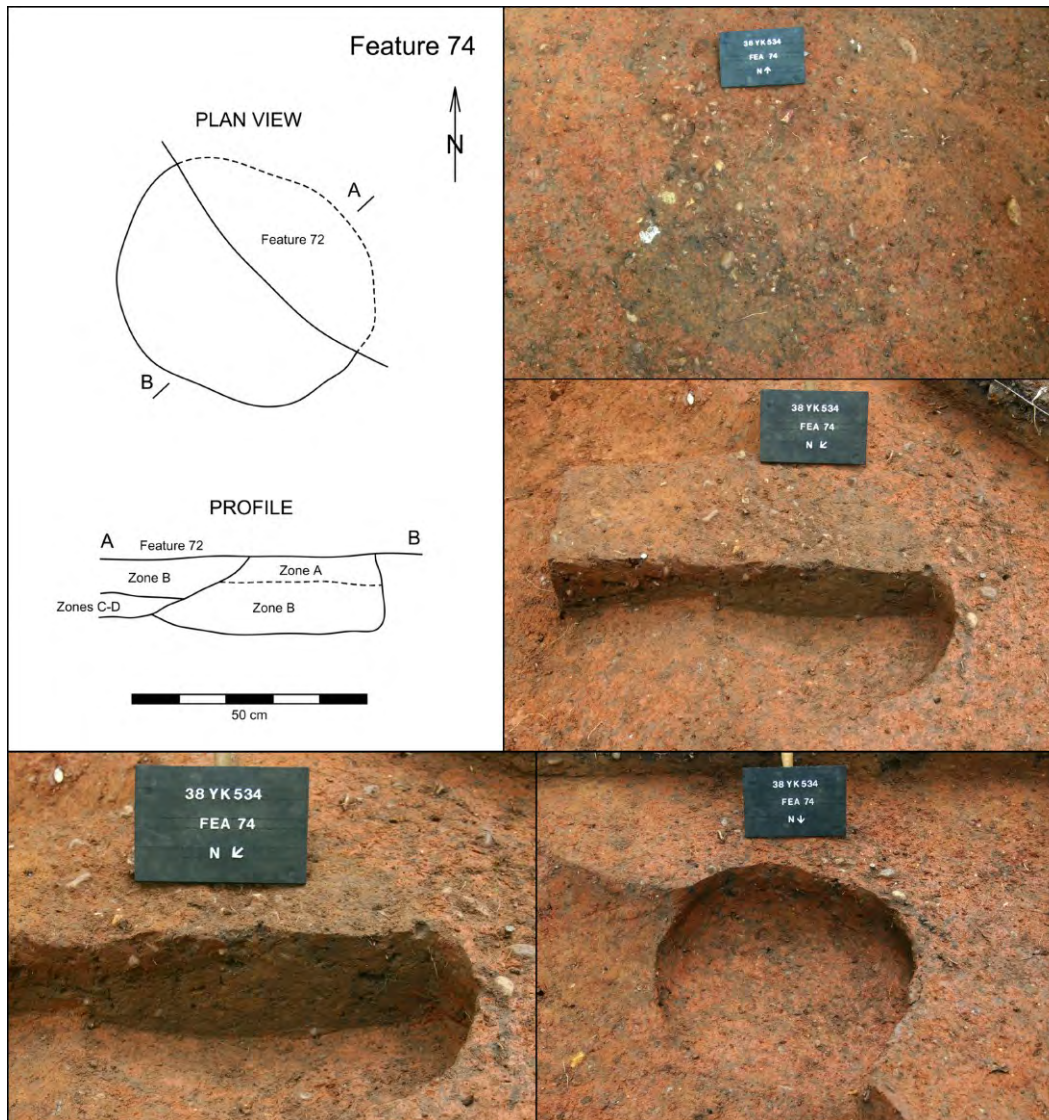 Feature 74
PLAN VIEW
N
A
Feature 72
B
PROFILE
A
B
Feature 72
Zone A
Zone B
Zones C-D
Zone B
50 cm
38 YK 534
FEA 74
N ↑
38 YK 534
FEA 74
N ↙
38 YK 534
FEA 74
N ↙
38 YK 534
FEA 74
N ↓